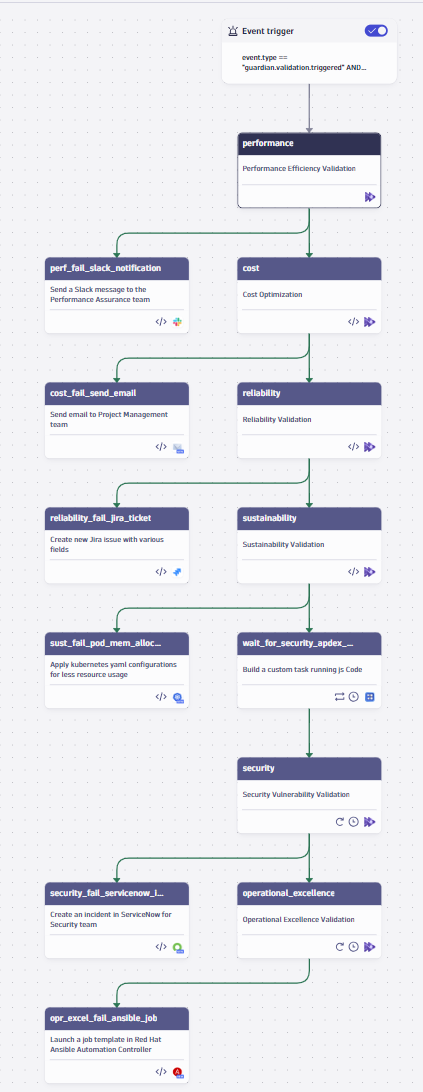 Event trigger
event.type ==
"guardian.validation.triggered" AND...
performance
Performance Efficiency Validation
perf_fail_slack_notification
Send a Slack message to the
Performance Assurance team
cost
Cost Optimization
cost_fail_send_email
Send email to Project Management
team
reliability
Reliability Validation
reliability_fail_jira_ticket
Create new Jira issue with various
fields
sustainability
Sustainability Validation
sust_fail_pod_mem_alloc...
Apply kubernetes yaml configurations
for less resource usage
wait_for_security_apdex_...
Build a custom task running js Code
security
Security Vulnerability Validation
security_fail_servicenow_i...
Create an incident in ServiceNow for
Security team
operational_excellence
Operational Excellence Validation
opr_excel_fail_ansible_job
Launch a job template in Red Hat
Ansible Automation Controller